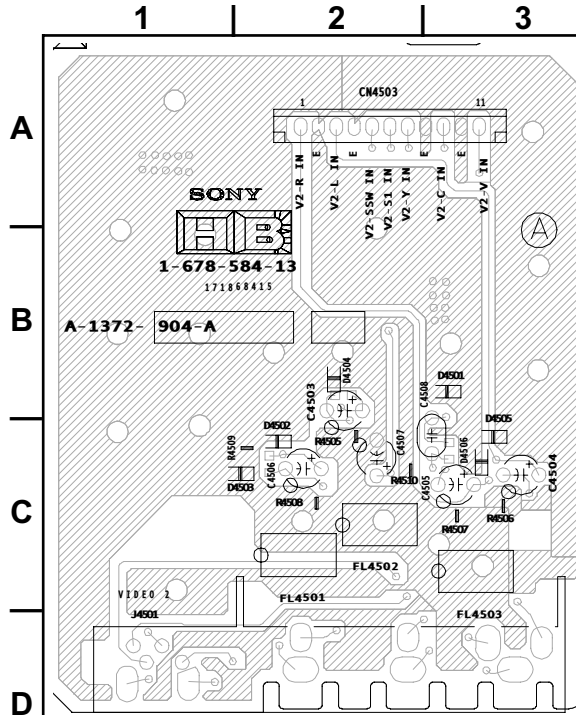 1 2 3
A
CN4503
1 11
E E E E
V2-R IN
V2-L IN
V2-SSW IN
V2-S1 IN
V2-Y IN
V2-C IN
V2-V IN
SONY
HB
A
1-678-584-13
171868415
B
A-1372- 904-A
D4504
D4501
C4503
C4508
D4502
D4505
R4509
R4505
C4507
D4506
C4506
D4503
R4510
C4505
C4504
C
R4508
R4506
R4507
FL4502
VIDEO 2
FL4501
J4501
FL4503
D